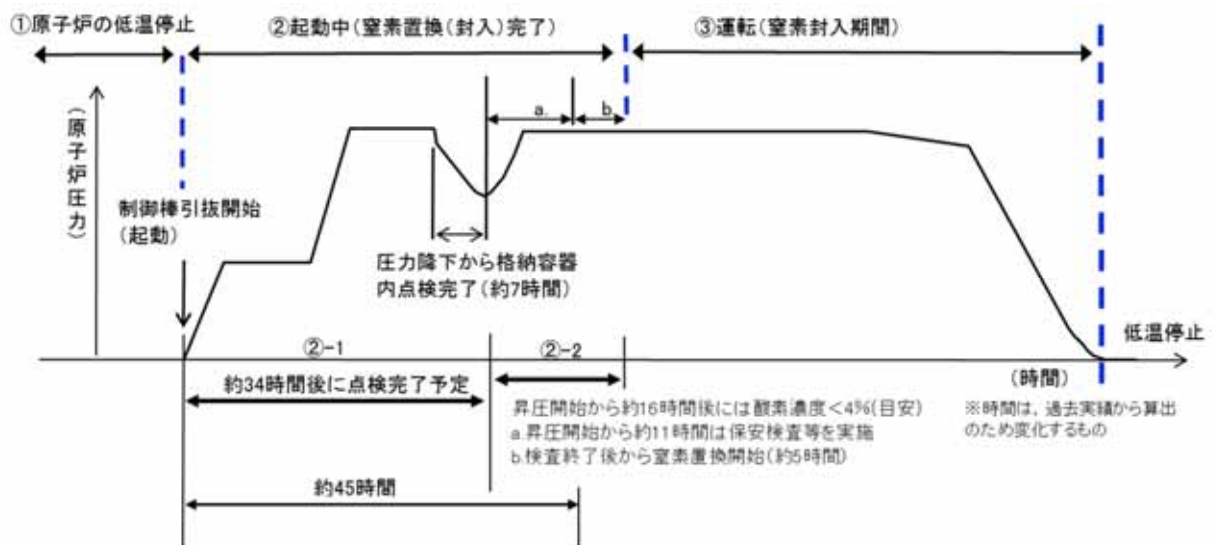 ①原子炉の低温停止
②起動中(窒素置換(封入)完了)
③運転(窒素封入期間)
a.
b.
(原子炉圧力)
制御棒引抜開始
(起動)
圧力降下から格納容器
内点検完了(約7時間)
低温停止
②-1
②-2
(時間)
約34時間後に点検完了予定
昇圧開始から約16時間後には酸素濃度<4%(目安)
a.昇圧開始から約11時間は保安検査等を実施
b.検査終了後から窒素置換開始(約5時間)
※時間は、過去実績から算出
のため変化するもの
約45時間